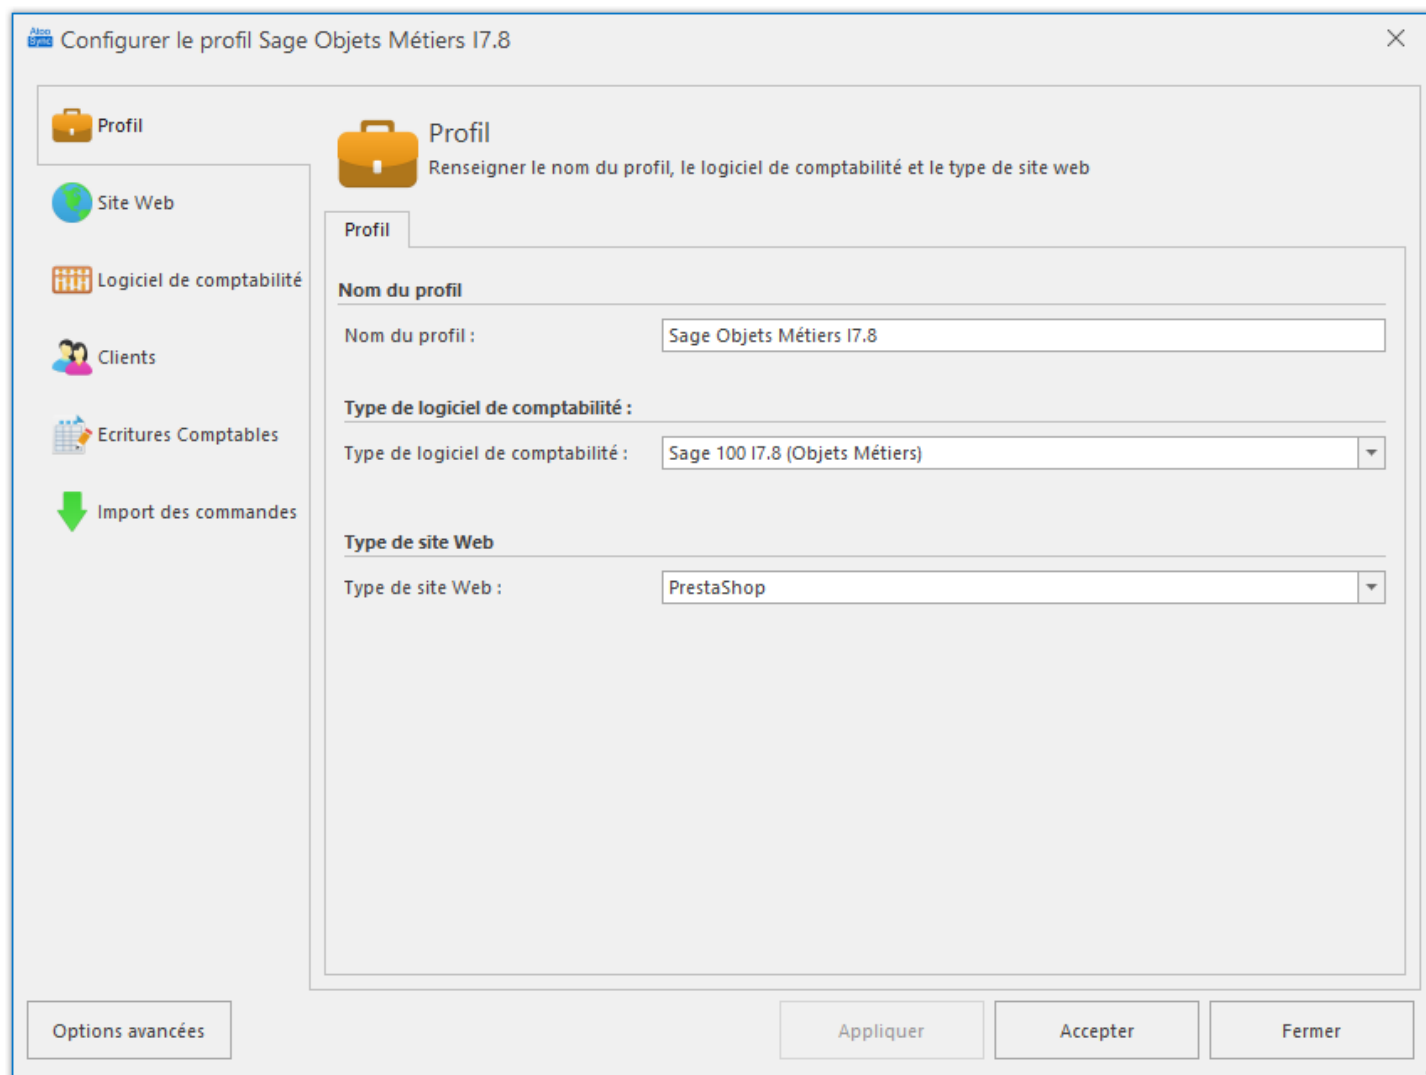 Atoo
Sync
Configurer le profil Sage Objets Métiers I7.8
Profil
Site Web
Logiciel de comptabilité
Clients
Ecritures Comptables
Import des commandes
Profil
Renseigner le nom du profil, le logiciel de comptabilité et le type de site web
Profil
Nom du profil
Nom du profil : Sage Objets Métiers I7.8
Type de logiciel de comptabilité :
Type de logiciel de comptabilité : Sage 100 I7.8 (Objets Métiers)
Type de site Web
Type de site Web : PrestaShop
Options avancées
Appliquer
Accepter
Fermer